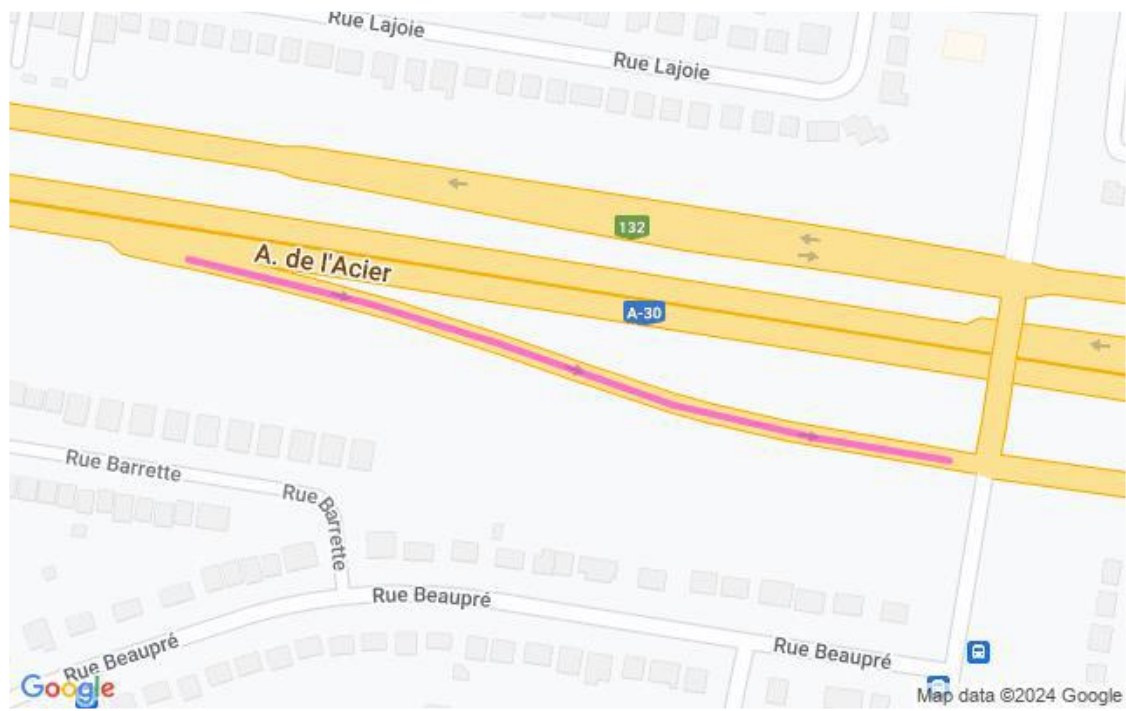 Rue Lajoie
Rue Lajoie
132
A. de l'Acier
A-30
Rue Barrette
Rue Barrette
Rue Beaupré
Rue Beaupré
Rue Beaupré
Google
Map data ©2024 Google